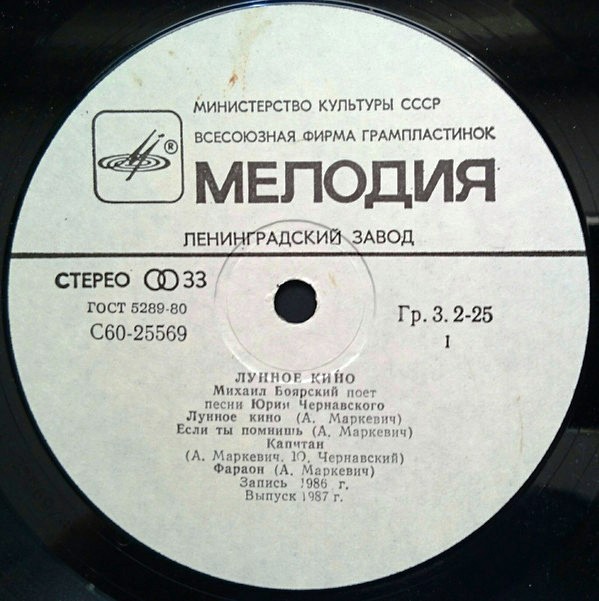 МИНИСТЕРСТВО КУЛЬТУРЫ СССР
ВСЕСОЮЗНАЯ ФИРМА ГРАМПЛАСТИНОК
®
МЕЛОДИЯ
ЛЕНИНГРАДСКИЙ ЗАВОД
СТЕРЕО 33
ГОСТ 5289-80
С60-25569
Гр. 3. 2-25
I
ЛУННОЕ КИНО
Михаил Боярский поет
песни Юрия Чернавского
Лунное кино (А. Маркевич)
Если ты помнишь (А. Маркевич)
Капитан
(А. Маркевич, Ю. Чернавский)
Фараон (А. Маркевич)
Запись 1986 г.
Выпуск 1987 г.